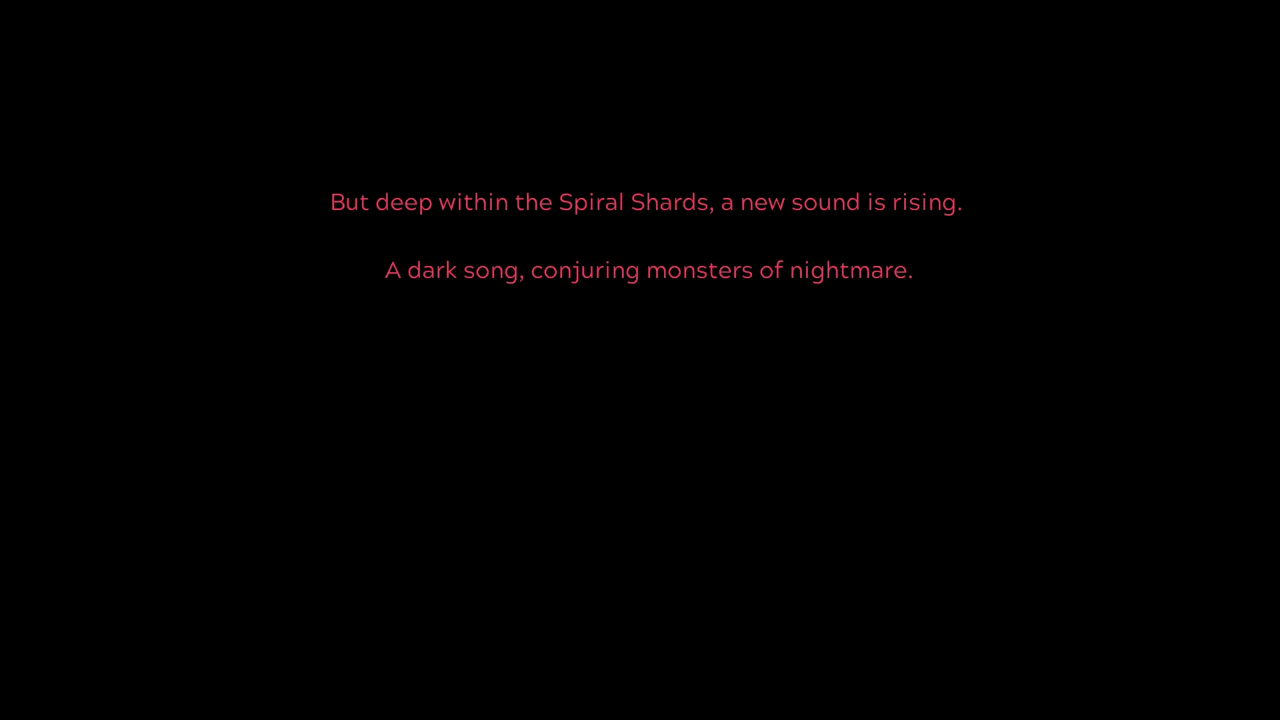 But deep within the Spiral Shards, a new sound is rising.
A dark song, conjuring monsters of nightmare.